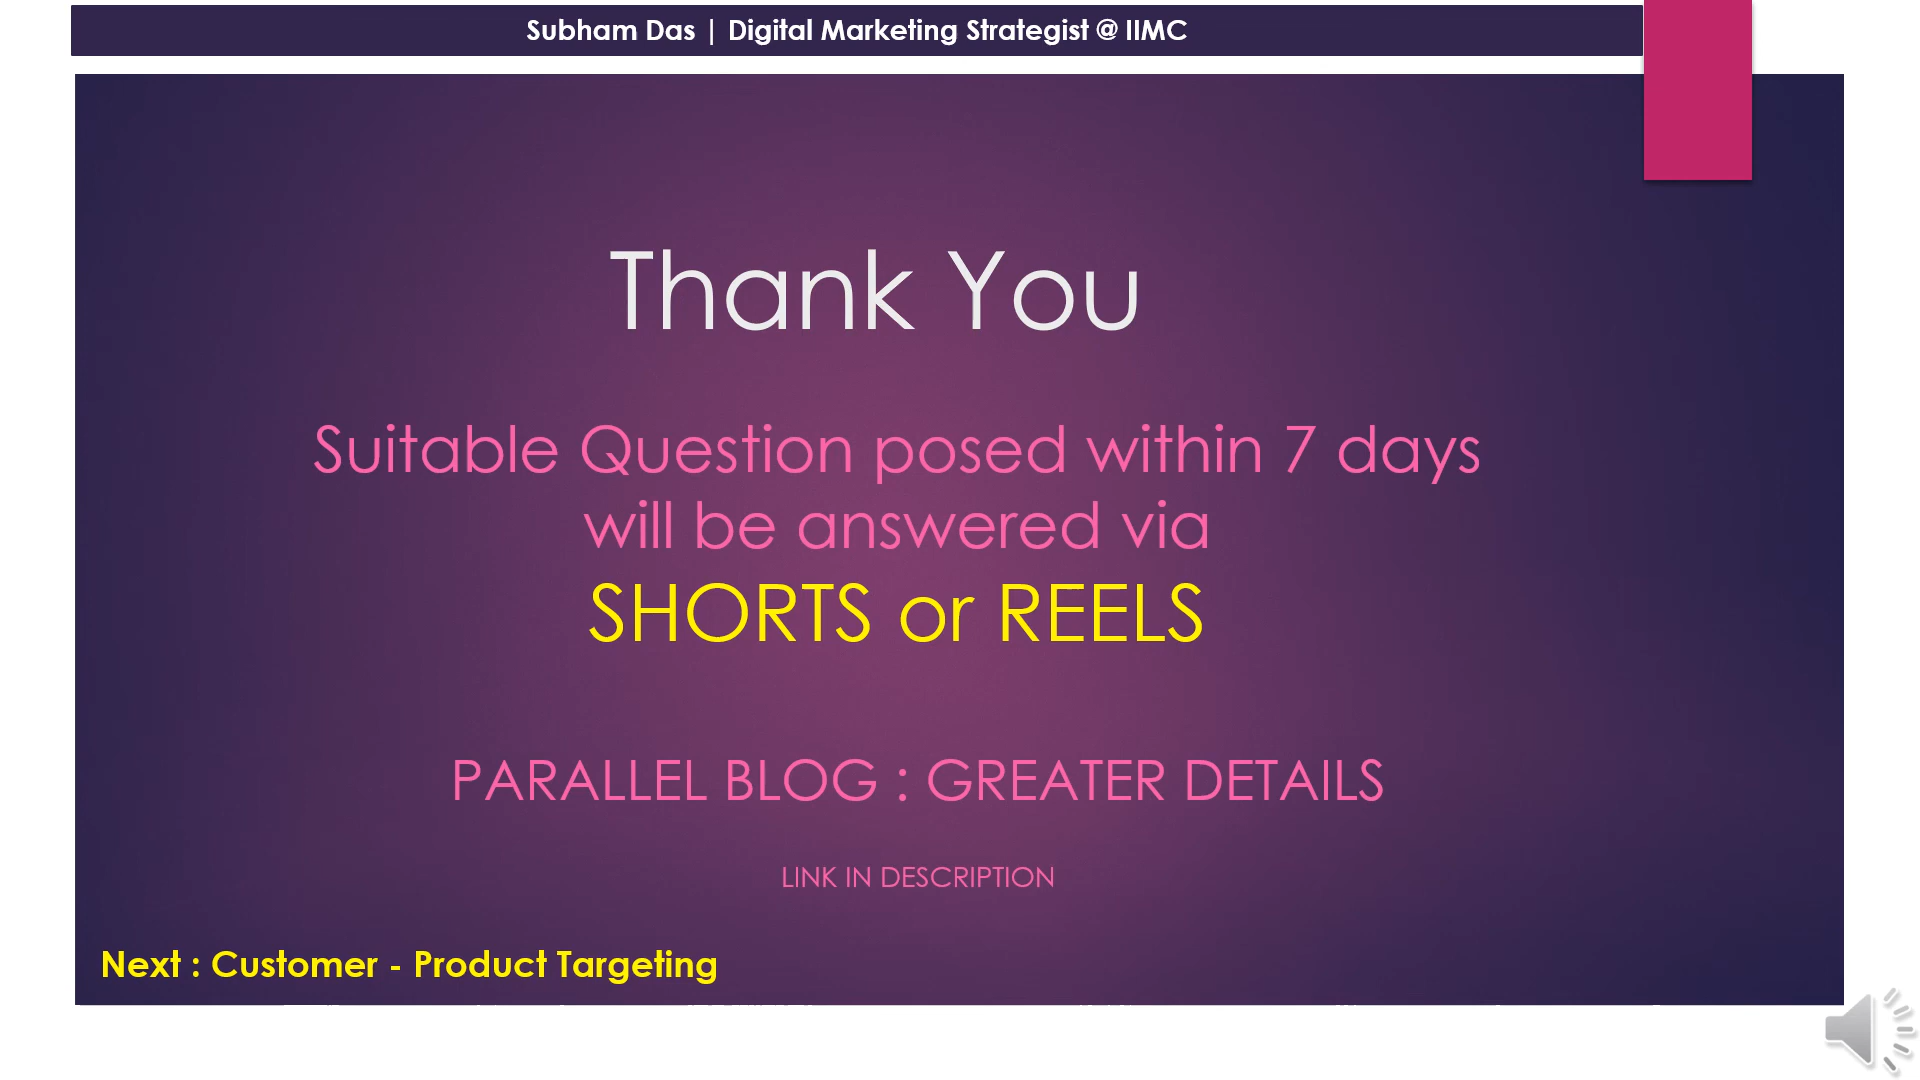 Subham Das | Digital Marketing Strategist @ IIMC
Thank You
Suitable Question posed within 7 days
will be answered via
SHORTS or REELS
PARALLEL BLOG : GREATER DETAILS
LINK IN DESCRIPTION
Next : Customer - Product Targeting